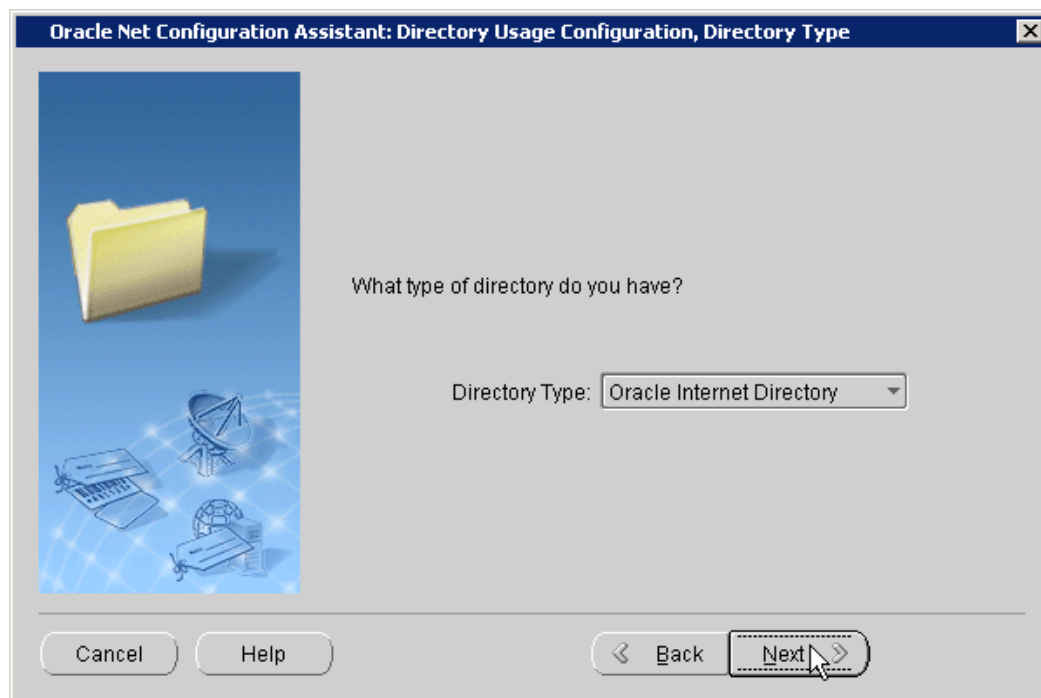 Oracle Net Configuration Assistant: Directory Usage Configuration, Directory Type
What type of directory do you have?
Directory Type: Oracle Internet Directory
Cancel Help Back Next